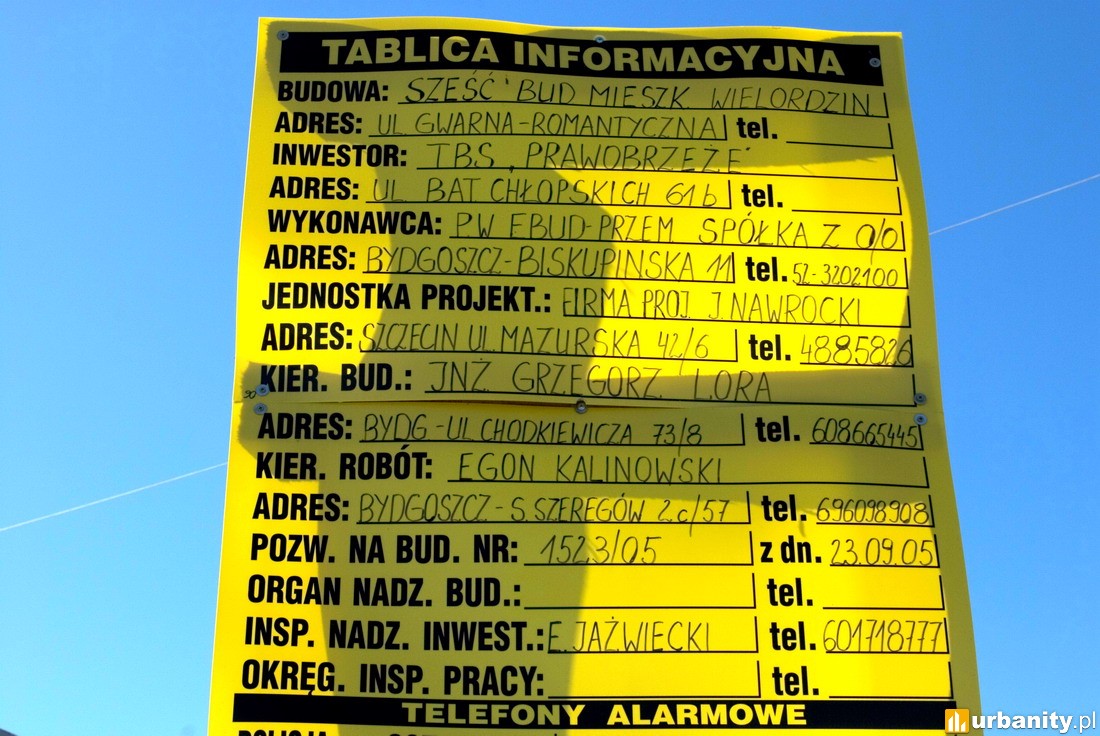 TABLICA INFORMACYJNA
BUDOWA: SZEŚĆ BUD MIESZK WIELORDZIN.
ADRES: UL. GWARNA-ROMANTYCZNA tel.
INWESTOR: T.B.S. "PRAWOBRZEŻE"
ADRES: UL BAT CHŁOPSKICH 61b tel.
WYKONAWCA: P.W EBUD-PRZEM SPÓŁKA Z O/O
ADRES: BYDGOSZCZ-BISKUPIŃSKA 11 tel. 52-3202100
JEDNOSTKA PROJEKT.: FIRMA PROJ. J.NAWROCKI
ADRES: SZCZECIN UL. MAZURSKA 42/6 tel. 4885826
KIER. BUD.: INŻ. GRZEGORZ LORA
ADRES: BYDG-UL CHODKIEWICZA 73/8 tel. 608665445
KIER. ROBÓT: EGON KALINOWSKI
ADRES: BYDGOSZCZ-S.SZEREGÓW 2c/57 tel. 696098908
POZW. NA BUD. NR: 1523/05 z dn. 23.09.05
ORGAN NADZ. BUD.: tel.
INSP. NADZ. INWEST.: E.JAŹWIECKI tel. 601718777
OKRĘG. INSP. PRACY: tel.
TELEFONY ALARMOWE
urbanity.pl